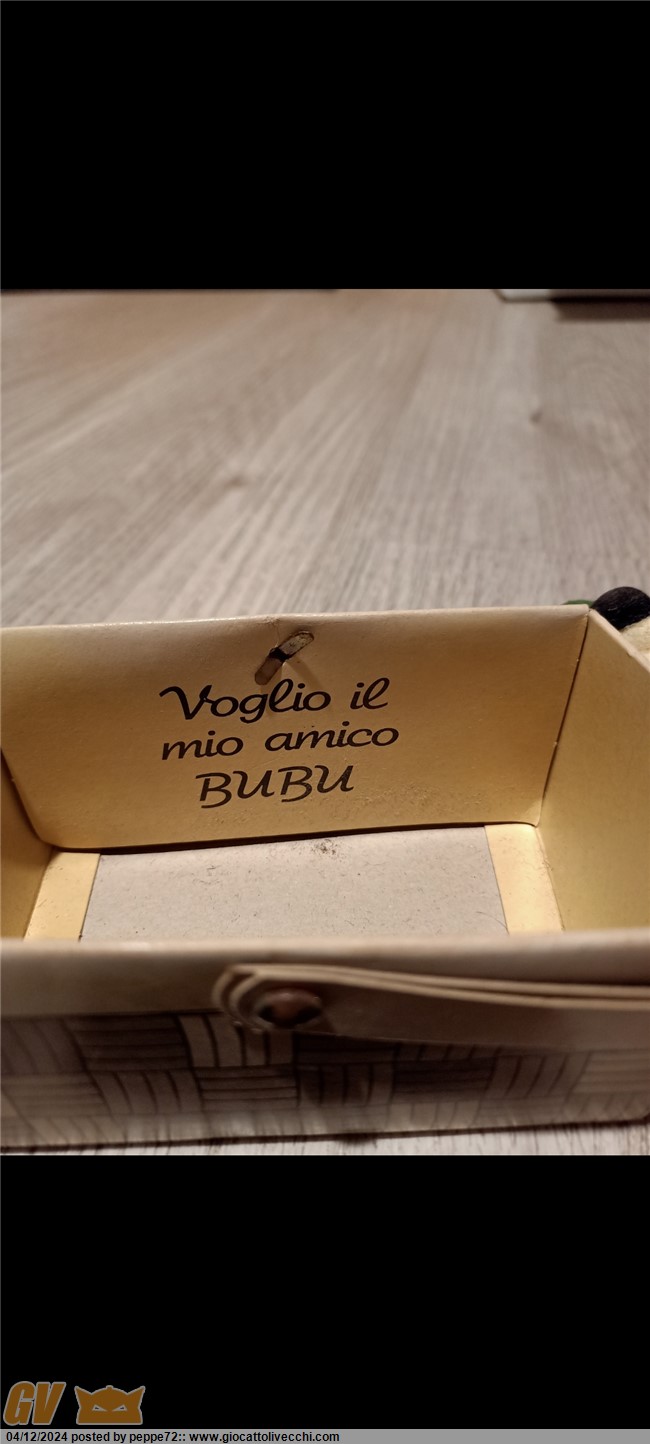 Voglio il
mio amico
BUBU
GV
04/12/2024 posted by peppe72:: www.giocattolivecchi.com